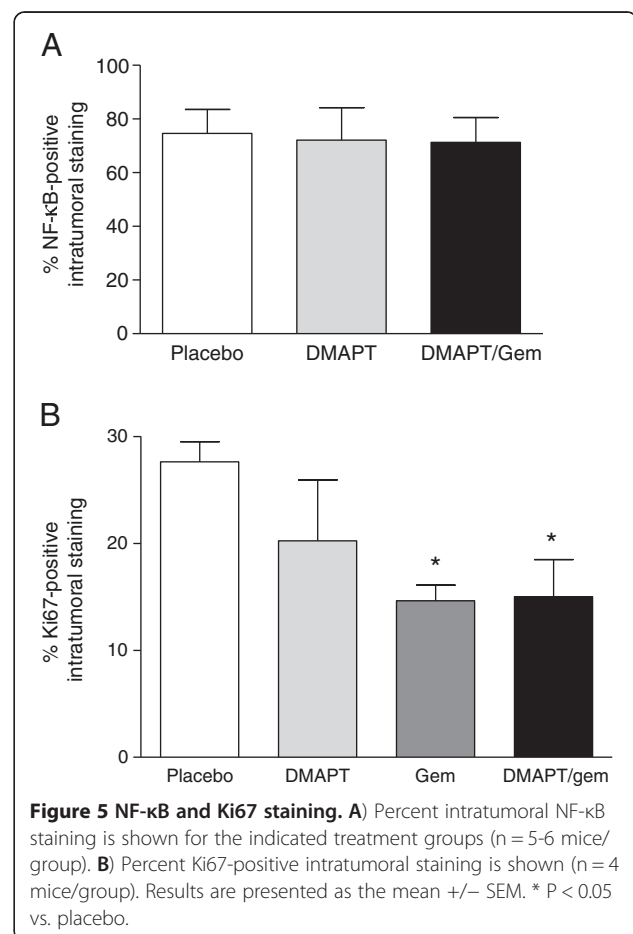 A
100
80
60
40
20
0
% NF-κB-positive
intratumoral staining
Placebo DMAPT DMAPT/Gem
B
30
20
10
0
% Ki67-positive
intratumoral staining
* *
Placebo DMAPT Gem DMAPT/gem
Figure 5 NF-κB and Ki67 staining. A) Percent intratumoral NF-κB
staining is shown for the indicated treatment groups (n = 5-6 mice/
group). B) Percent Ki67-positive intratumoral staining is shown (n = 4
mice/group). Results are presented as the mean +/− SEM. * P < 0.05
vs. placebo.